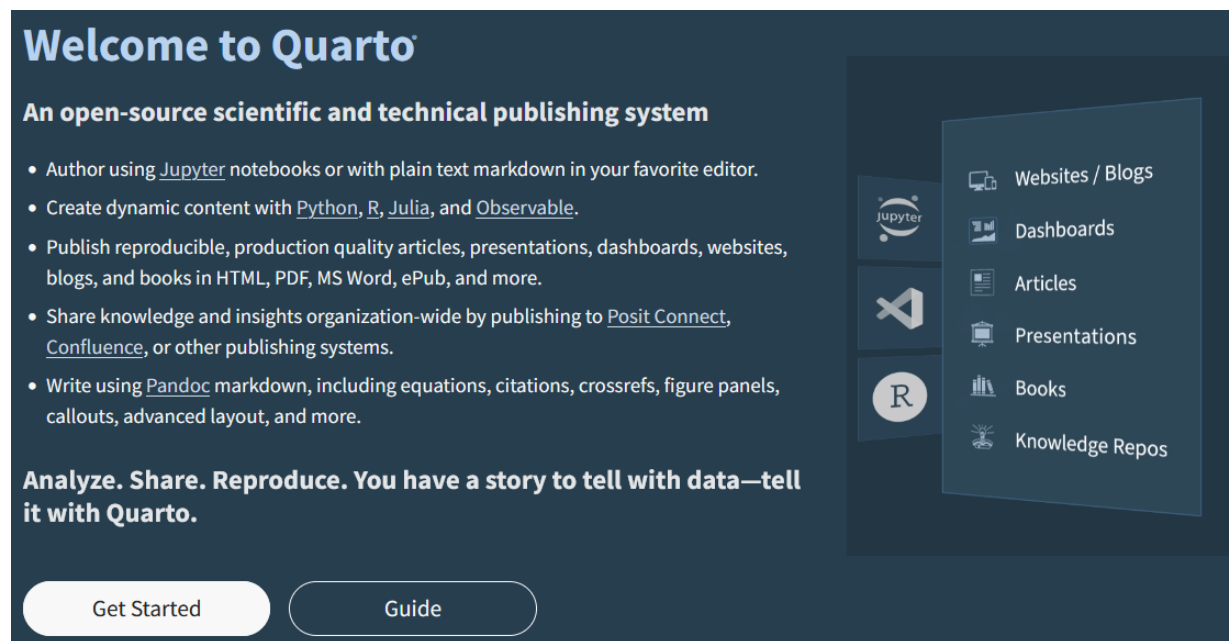 Welcome to Quarto
An open-source scientific and technical publishing system
• Author using Jupyter notebooks or with plain text markdown in your favorite editor.
• Create dynamic content with Python, R, Julia, and Observable.
• Publish reproducible, production quality articles, presentations, dashboards, websites,
blogs, and books in HTML, PDF, MS Word, ePub, and more.
• Share knowledge and insights organization-wide by publishing to Posit Connect,
Confluence, or other publishing systems.
• Write using Pandoc markdown, including equations, citations, crossrefs, figure panels,
callouts, advanced layout, and more.
Analyze. Share. Reproduce. You have a story to tell with data—tell
it with Quarto.
Get Started
Guide
Jupyter
R
Websites / Blogs
Dashboards
Articles
Presentations
Books
Knowledge Repos